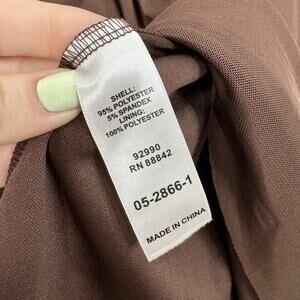 SHELL:
95% POLYESTER
5% SPANDEX
LINING:
100% POLYESTER
92990
RN 88842
05-2866-1
MADE IN CHINA